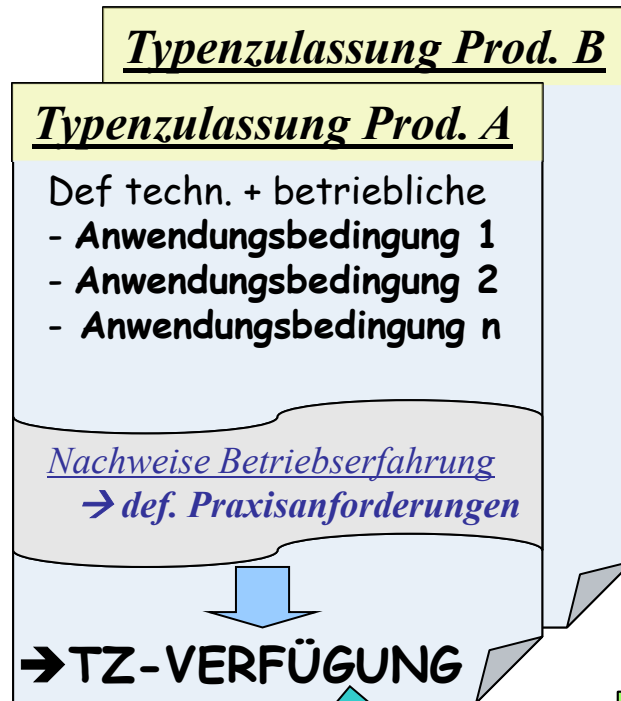 Typenzulassung Prod. B
Typenzulassung Prod. A
Def techn. + betriebliche
- Anwendungsbedingung 1
- Anwendungsbedingung 2
- Anwendungsbedingung n
Nachweise Betriebserfahrung
→ def. Praxisanforderungen
➔TZ-VERFÜGUNG